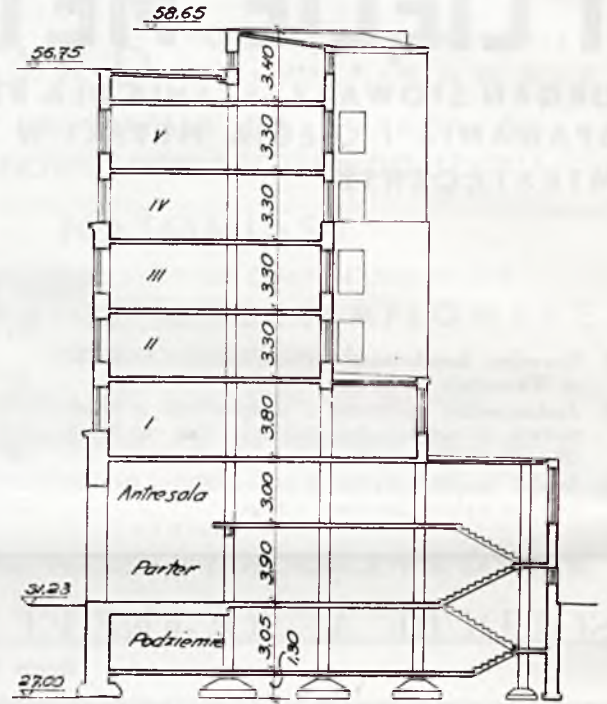 58.65
56.75
3.40
V
3.30
IV
3.30
III
3.30
II
3.30
I
3.80
Antresola
3.00
Parter
3.90
31.23
Podziemie
3.05
1.30
27.00